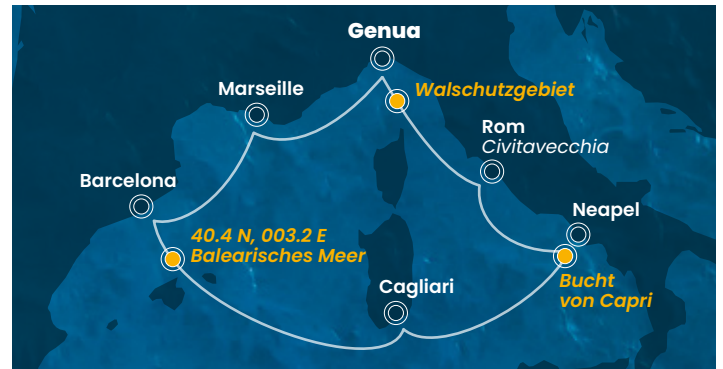 Genua
Marseille
Walschutzgebiet
Rom
Civitavecchia
Barcelona
Neapel
40.4 N, 003.2 E
Balearisches Meer
Cagliari
Bucht
von Capri